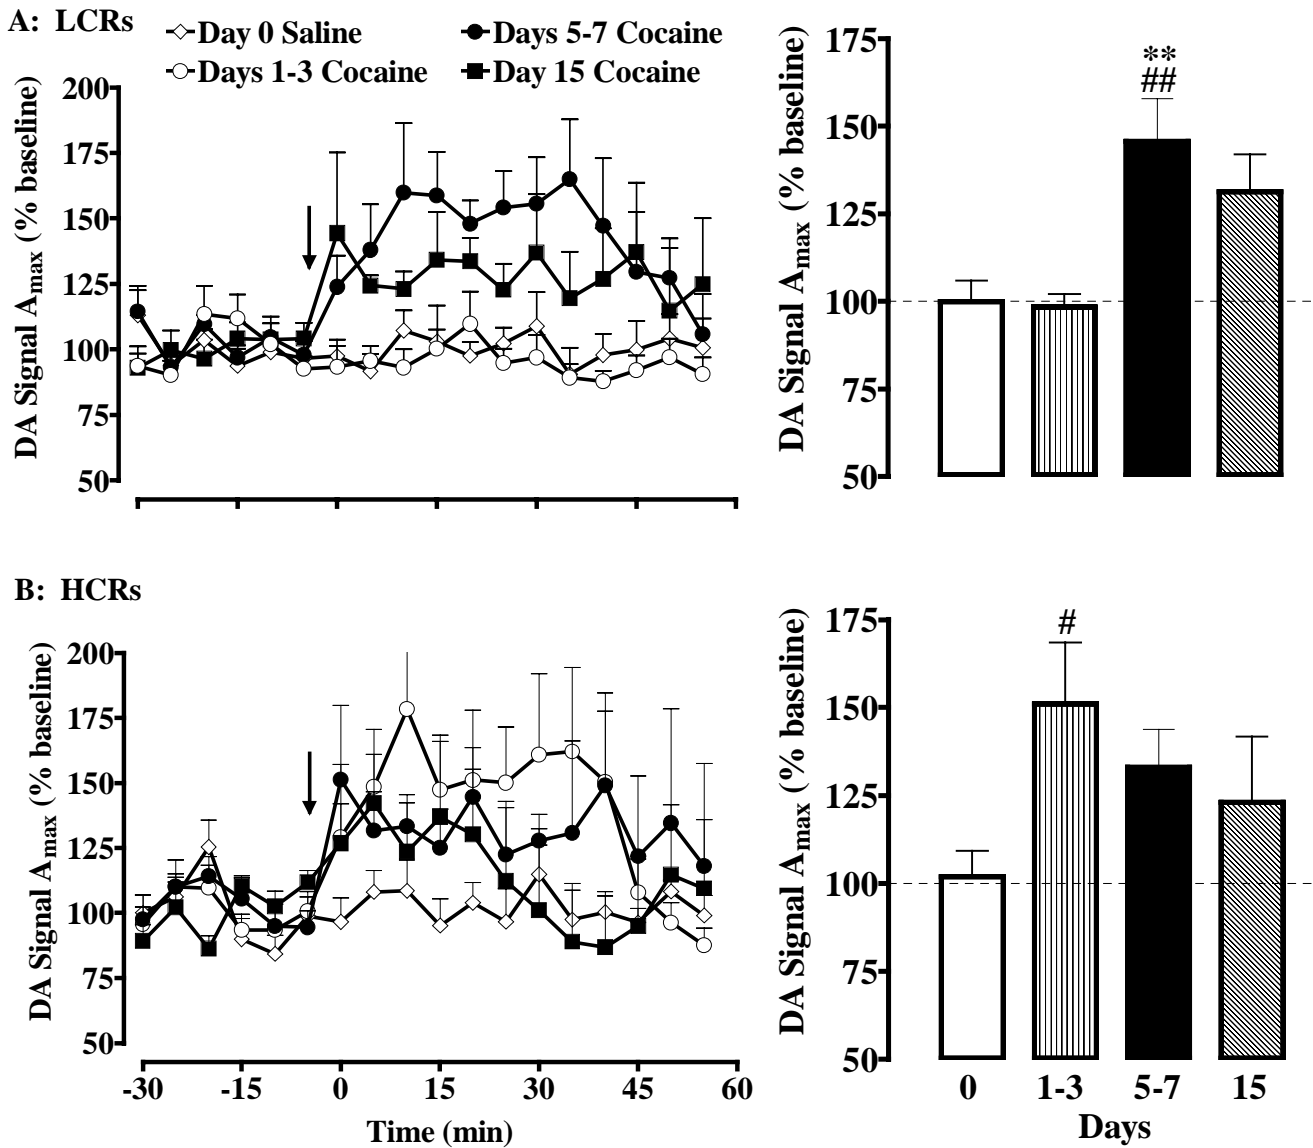 A: LCRs
Day 0 Saline
Days 5-7 Cocaine
Days 1-3 Cocaine
Day 15 Cocaine
DA Signal Amax (% baseline)
200
175
150
125
100
75
50
DA Signal Amax (% baseline)
175
150
125
100
75
50
**
##
B: HCRs
DA Signal Amax (% baseline)
200
175
150
125
100
75
50
-30 -15 0 15 30 45 60
Time (min)
DA Signal Amax (% baseline)
175
150
125
100
75
50
#
0 1-3 5-7 15
Days